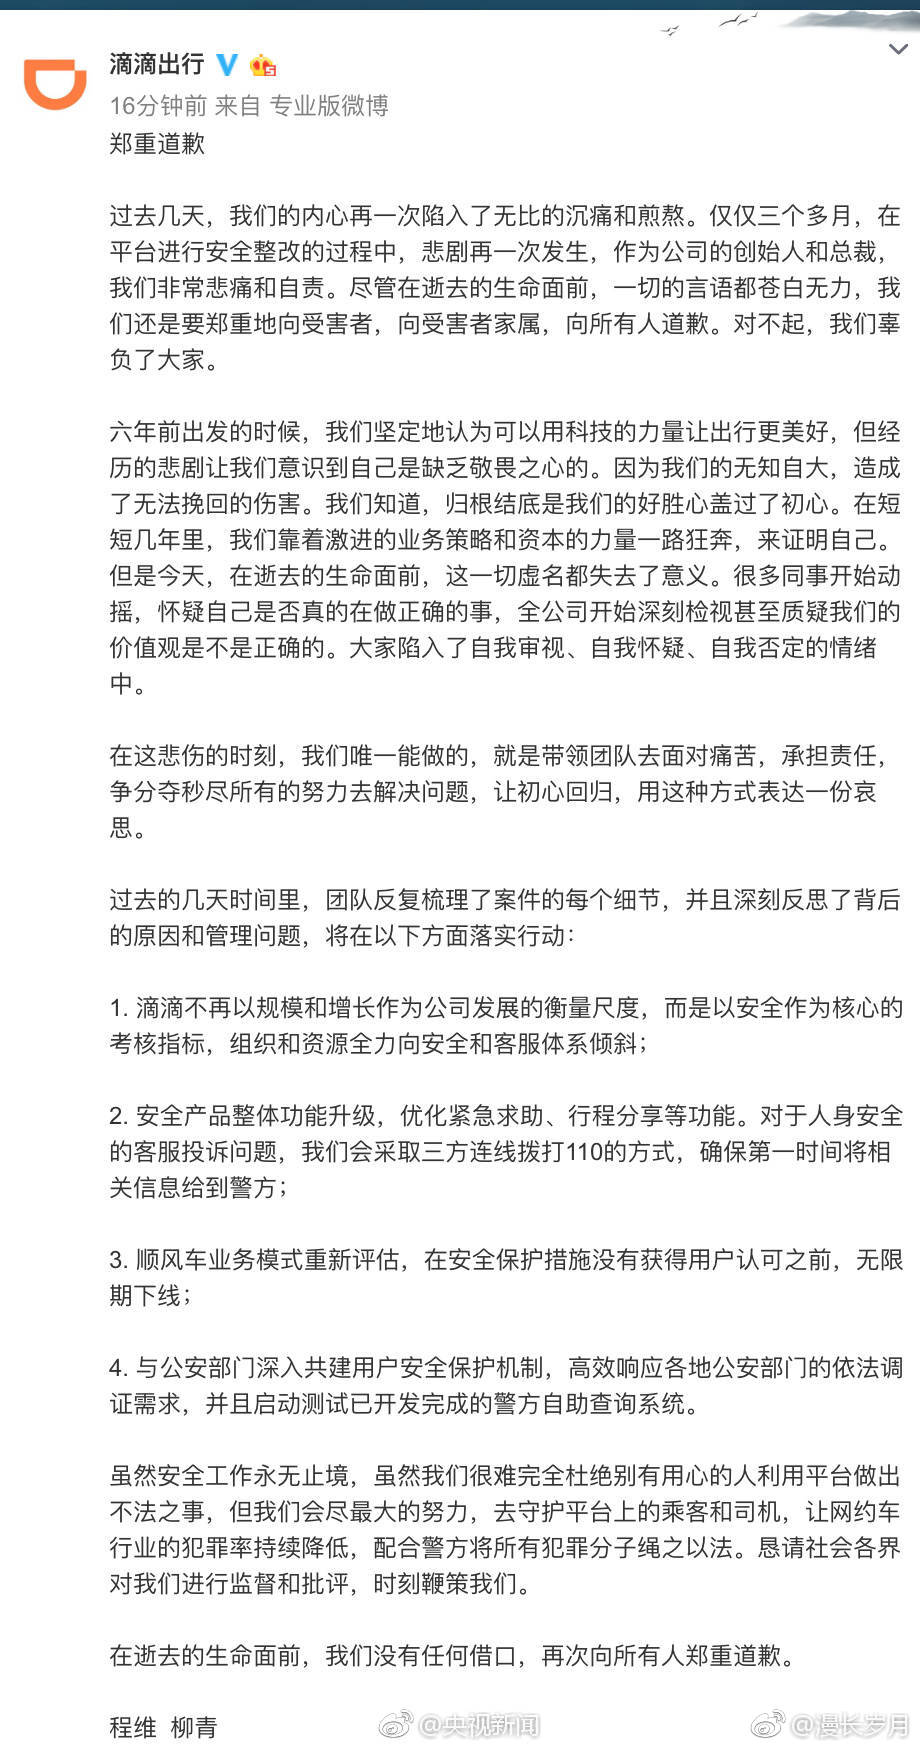 滴滴出行
16分钟前 来自 专业版微博
郑重道歉
过去几天，我们的内心再一次陷入了无比的沉痛和煎熬。仅仅三个多月，在
平台进行安全整改的过程中，悲剧再一次发生，作为公司的创始人和总裁，
我们非常悲痛和自责。尽管在逝去的生命面前，一切的言语都苍白无力，我
们还是要郑重地向受害者，向受害者家属，向所有人道歉。对不起，我们辜
负了大家。
六年前出发的时候，我们坚定地认为可以用科技的力量让出行更美好，但经
历的悲剧让我们意识到自己是缺乏敬畏之心的。因为我们的无知自大，造成
了无法挽回的伤害。我们知道，归根结底是我们的好胜心盖过了初心。在短
短几年里，我们靠着激进的业务策略和资本的力量一路狂奔，来证明自己。
但是今天，在逝去的生命面前，这一切虚名都失去了意义。很多同事开始动
摇，怀疑自己是否真的在做正确的事，全公司开始深刻检视甚至质疑我们的
价值观是不是正确的。大家陷入了自我审视、自我怀疑、自我否定的情绪
中。
在这悲伤的时刻，我们唯一能做的，就是带领团队去面对痛苦，承担责任，
争分夺秒尽所有的努力去解决问题，让初心回归，用这种方式表达一份哀
思。
过去的几天时间里，团队反复梳理了案件的每个细节，并且深刻反思了背后
的原因和管理问题，将在以下方面落实行动：
1. 滴滴不再以规模和增长作为公司发展的衡量尺度，而是以安全作为核心的
考核指标，组织和资源全力向安全和客服体系倾斜；
2. 安全产品整体功能升级，优化紧急求助、行程分享等功能。对于人身安全
的客服投诉问题，我们会采取三方连线拨打110的方式，确保第一时间将相
关信息给到警方；
3. 顺风车业务模式重新评估，在安全保护措施没有获得用户认可之前，无限
期下线；
4. 与公安部门深入共建用户安全保护机制，高效响应各地公安部门的依法调
证需求，并且启动测试已开发完成的警方自助查询系统。
虽然安全工作永无止境，虽然我们很难完全杜绝别有用心的人利用平台做出
不法之事，但我们会尽最大的努力，去守护平台上的乘客和司机，让网约车
行业的犯罪率持续降低，配合警方将所有犯罪分子绳之以法。恳请社会各界
对我们进行监督和批评，时刻鞭策我们。
在逝去的生命面前，我们没有任何借口，再次向所有人郑重道歉。
程维 柳青
@央视新闻
@漫长岁月